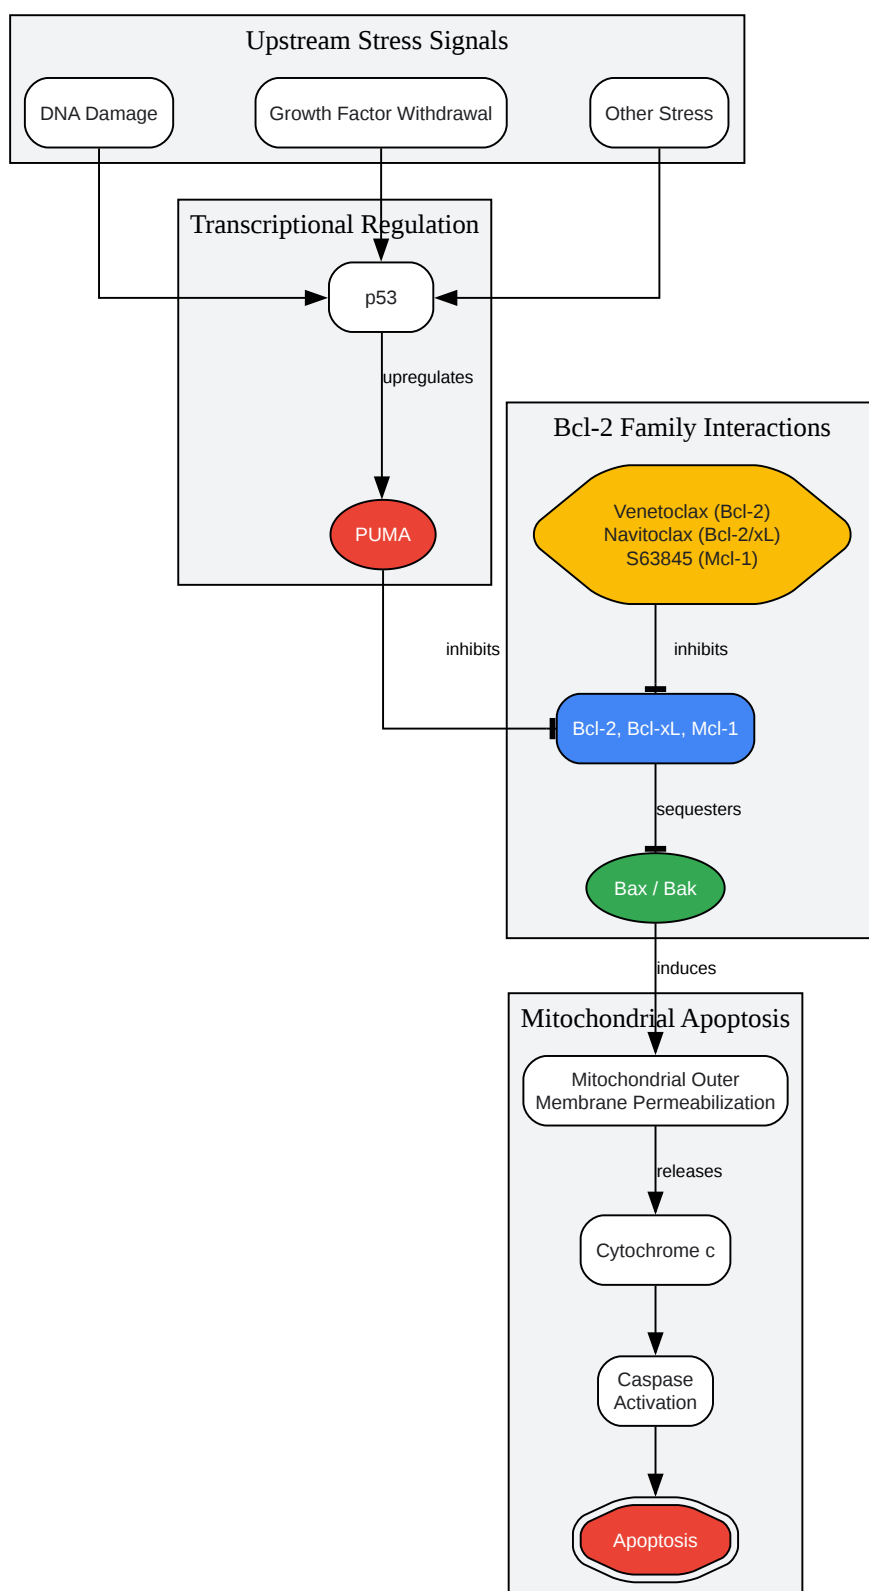 Upstream Stress Signals
DNA Damage
Growth Factor Withdrawal
Other Stress
Transcriptional Regulation
p53
upregulates
PUMA
Bcl-2 Family Interactions
Venetoclax (Bcl-2)
Navitoclax (Bcl-2/xL)
S63845 (Mcl-1)
inhibits
inhibits
Bcl-2, Bcl-xL, Mcl-1
sequesters
Bax / Bak
induces
Mitochondrial Apoptosis
Mitochondrial Outer
Membrane Permeabilization
releases
Cytochrome c
Caspase
Activation
Apoptosis